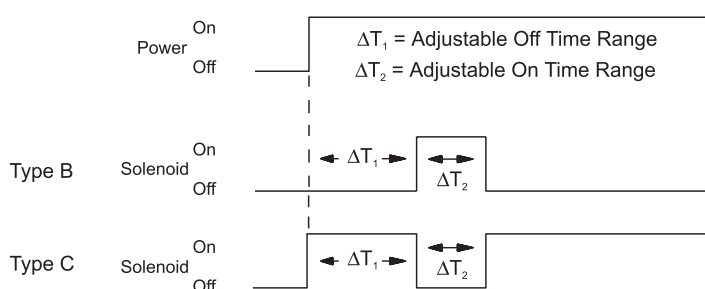 On
Power
Off
ΔT₁ = Adjustable Off Time Range
ΔT₂ = Adjustable On Time Range
Type B
Solenoid
On
Off
ΔT₁
ΔT₂
Type C
Solenoid
On
Off
ΔT₁
ΔT₂